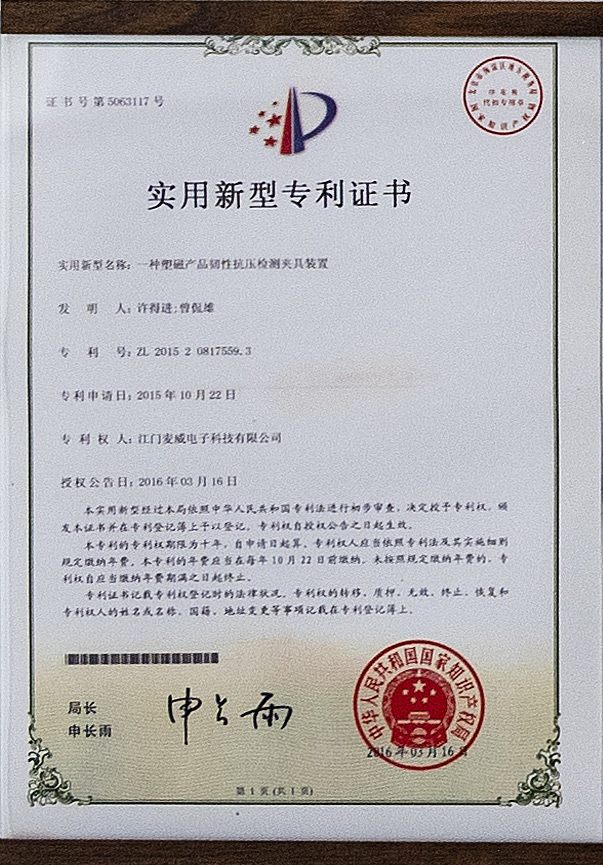 证书号第5063117号
实用新型专利证书
实用新型名称：一种塑磁产品韧性抗压检测夹具装置
发 明 人：许得进;曾侃雄
专 利 号：ZL 2015 2 0817559.3
专利申请日：2015年10月22日
专 利 权 人：江门麦威电子科技有限公司
授权公告日：2016年03月16日
本实用新型经过本局依照中华人民共和国专利法进行初步审查，决定授予专利权，颁
发本证书并在专利登记簿上予以登记。专利权自授权公告之日起生效。
本专利的专利权期限为十年，自申请日起算。专利权人应当依照专利法及其实施细则
规定缴纳年费。本专利的年费应当在每年10月22日前缴纳。未按照规定缴纳年费的，专
利权自应当缴纳年费期满之日起终止。
专利证书记载专利权登记时的法律状况。专利权的转移、质押、无效、终止、恢复和
专利权人的姓名或名称、国籍、地址变更等事项记载在专利登记簿上。
局长
申长雨
申长雨
中华人民共和国国家知识产权局
2016年03月16日
第 1 页 (共 1 页)